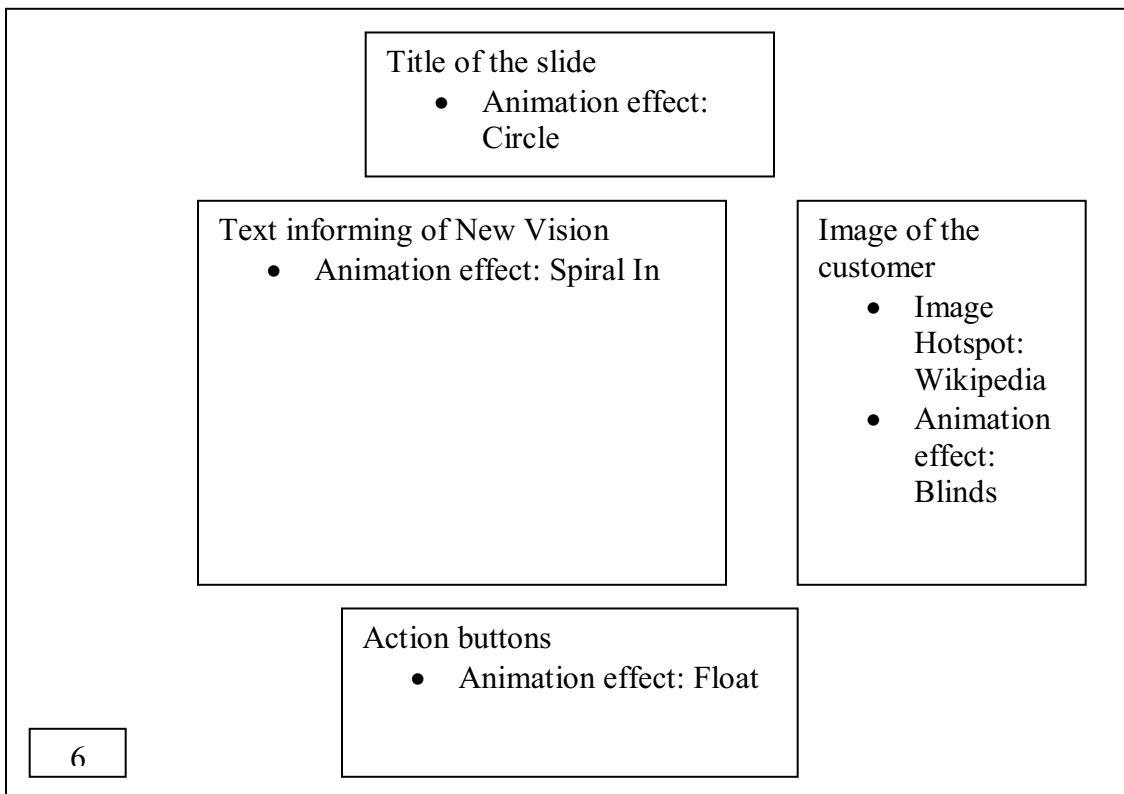 Title of the slide
• Animation effect:
Circle
Text informing of New Vision
• Animation effect: Spiral In
Image of the
customer
• Image
Hotspot:
Wikipedia
• Animation
effect:
Blinds
Action buttons
• Animation effect: Float
6